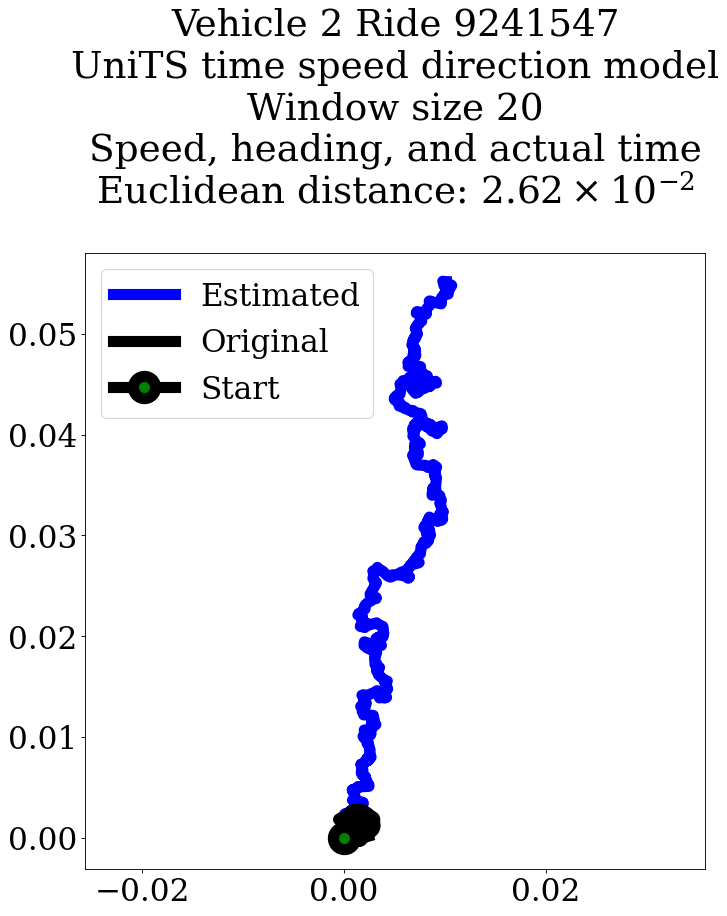 Vehicle 2 Ride 9241547
UniTS time speed direction model
Window size 20
Speed, heading, and actual time
Euclidean distance: 2.62 × 10⁻²
Estimated
Original
Start
0.05
0.04
0.03
0.02
0.01
0.00
−0.02 0.00 0.02